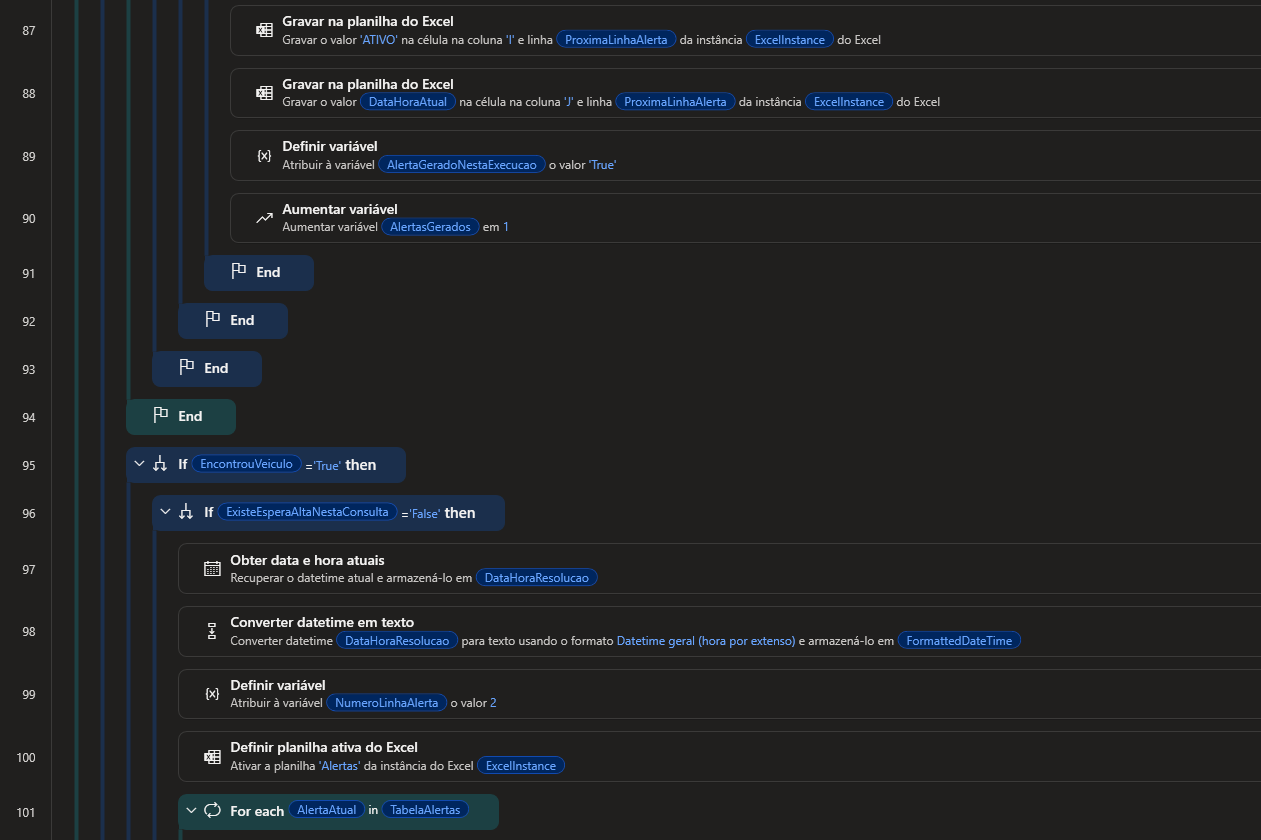 87
Gravar na planilha do Excel
Gravar o valor 'ATIVO' na célula na coluna 'I' e linha ProximaLinhaAlerta da instância ExcelInstance do Excel
88
Gravar na planilha do Excel
Gravar o valor DataHoraAtual na célula na coluna 'J' e linha ProximaLinhaAlerta da instância ExcelInstance do Excel
89
Definir variável
{x}
Atribuir à variável AlertaGeradoNestaExecucao o valor 'True'
90
Aumentar variável
Aumentar variável AlertasGerados em 1
91 End
92 End
93 End
94 End
95 If EncontrouVeiculo = 'True' then
96 If ExisteEsperaAltaNestaConsulta = 'False' then
97
Obter data e hora atuais
Recuperar o datetime atual e armazená-lo em DataHoraResolucao
98
Converter datetime em texto
Converter datetime DataHoraResolucao para texto usando o formato Datetime geral (hora por extenso) e armazená-lo em FormattedDateTime
99
Definir variável
{x}
Atribuir à variável NumeroLinhaAlerta o valor 2
100
Definir planilha ativa do Excel
Ativar a planilha 'Alertas' da instância do Excel ExcelInstance
101 For each AlertaAtual in TabelaAlertas